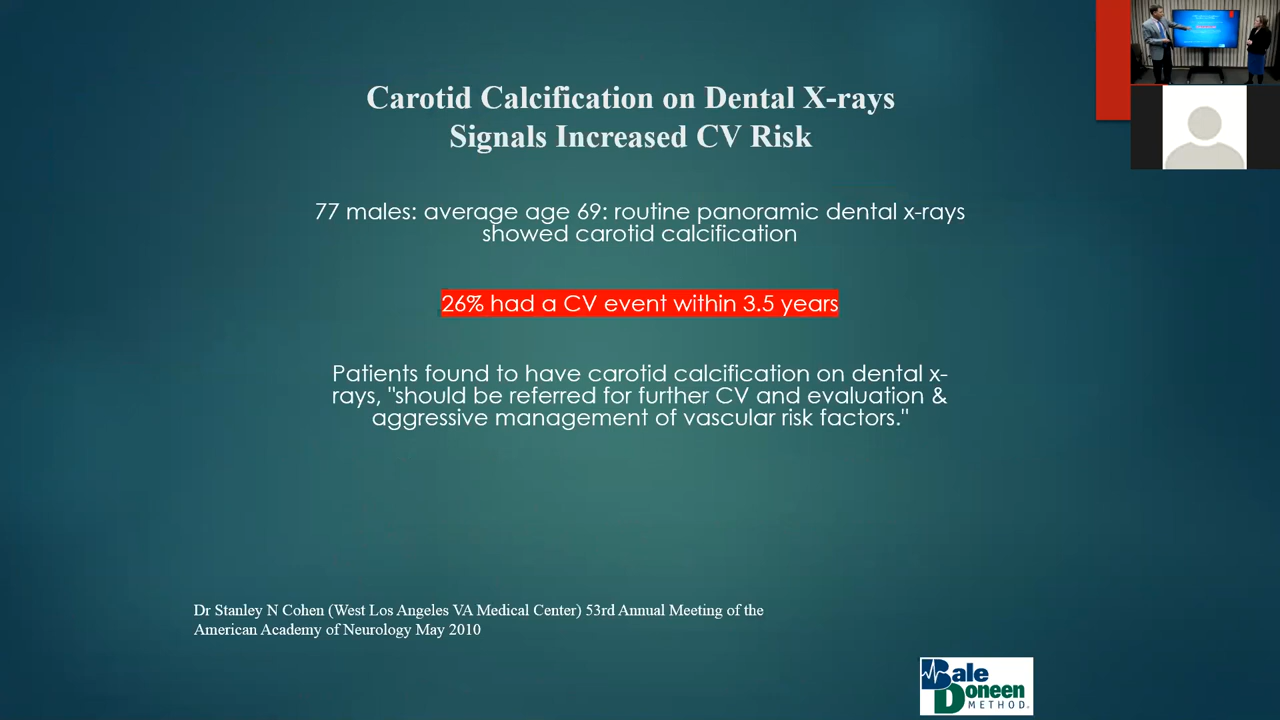 Carotid Calcification on Dental X-rays
Signals Increased CV Risk
77 males: average age 69: routine panoramic dental x-rays
showed carotid calcification
26% had a CV event within 3.5 years
Patients found to have carotid calcification on dental x-
rays, "should be referred for further CV and evaluation &
aggressive management of vascular risk factors."
Dr Stanley N Cohen (West Los Angeles VA Medical Center) 53rd Annual Meeting of the
American Academy of Neurology May 2010
Bale
Doneen
METHOD